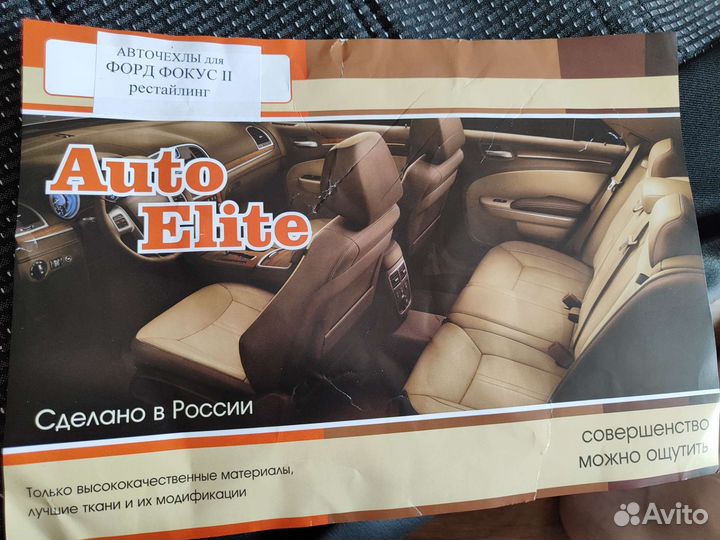 АВТОЧЕХЛЫ для
ФОРД ФОКУС II
рестайлинг
Auto
Elite
Сделано в России
совершенство
можно ощутить
Только высококачественные материалы,
лучшие ткани и их модификации
Avito